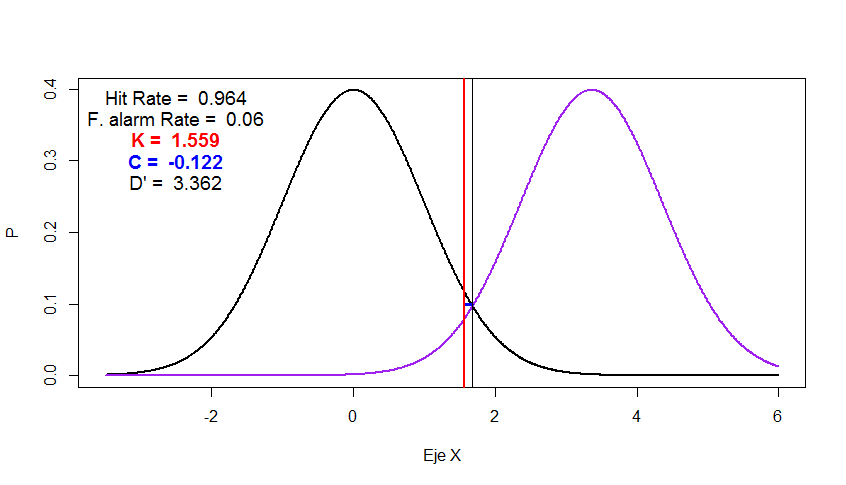 Hit Rate =  0.964
F. alarm Rate =  0.06
K =  1.559
C =  -0.122
D' =  3.362
P
0.4
0.3
0.2
0.1
0.0
-2 0 2 4 6
Eje X